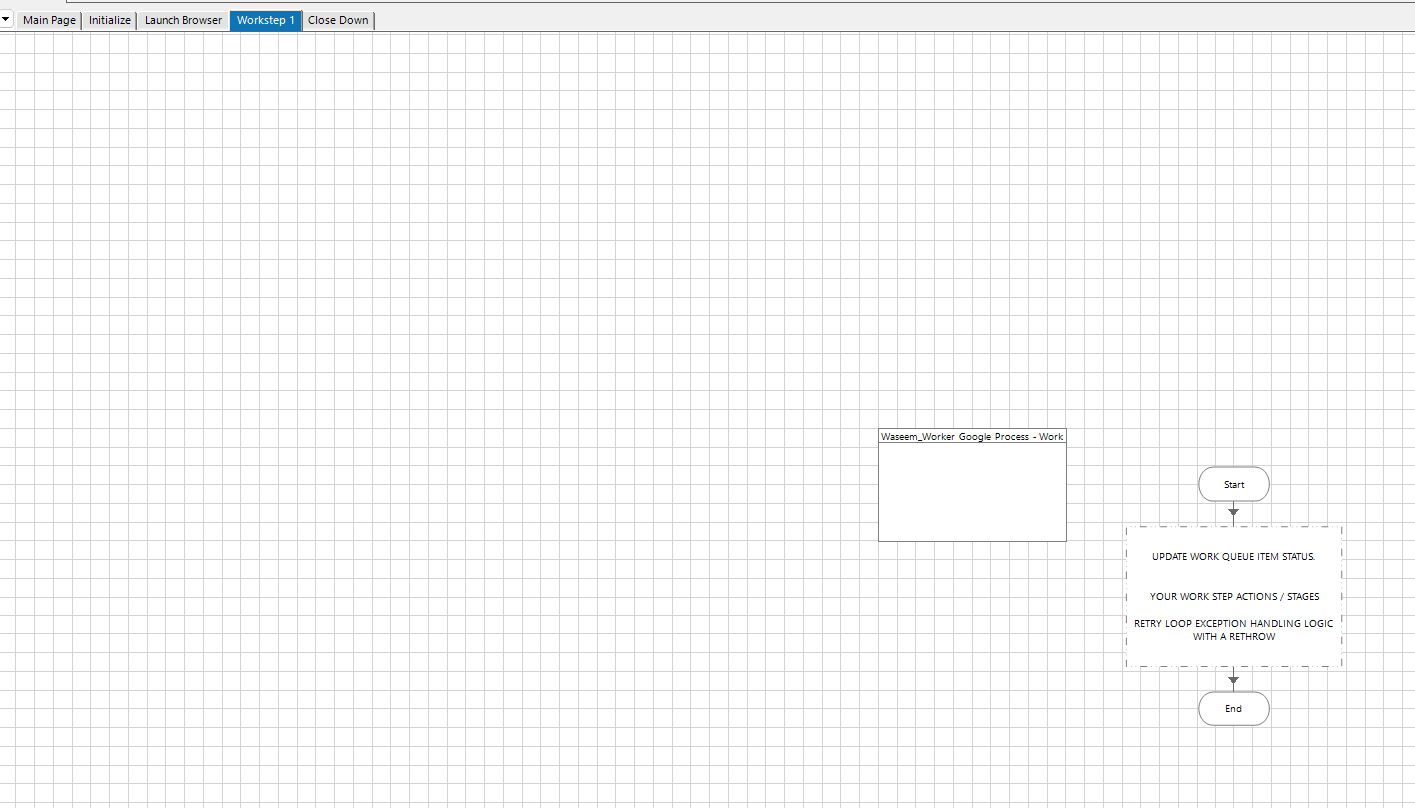 Main Page
Initialize
Launch Browser
Workstep 1
Close Down
Waseem_Worker Google Process - Work
Start
UPDATE WORK QUEUE ITEM STATUS.
YOUR WORK STEP ACTIONS / STAGES
RETRY LOOP EXCEPTION HANDLING LOGIC
WITH A RETHROW
End